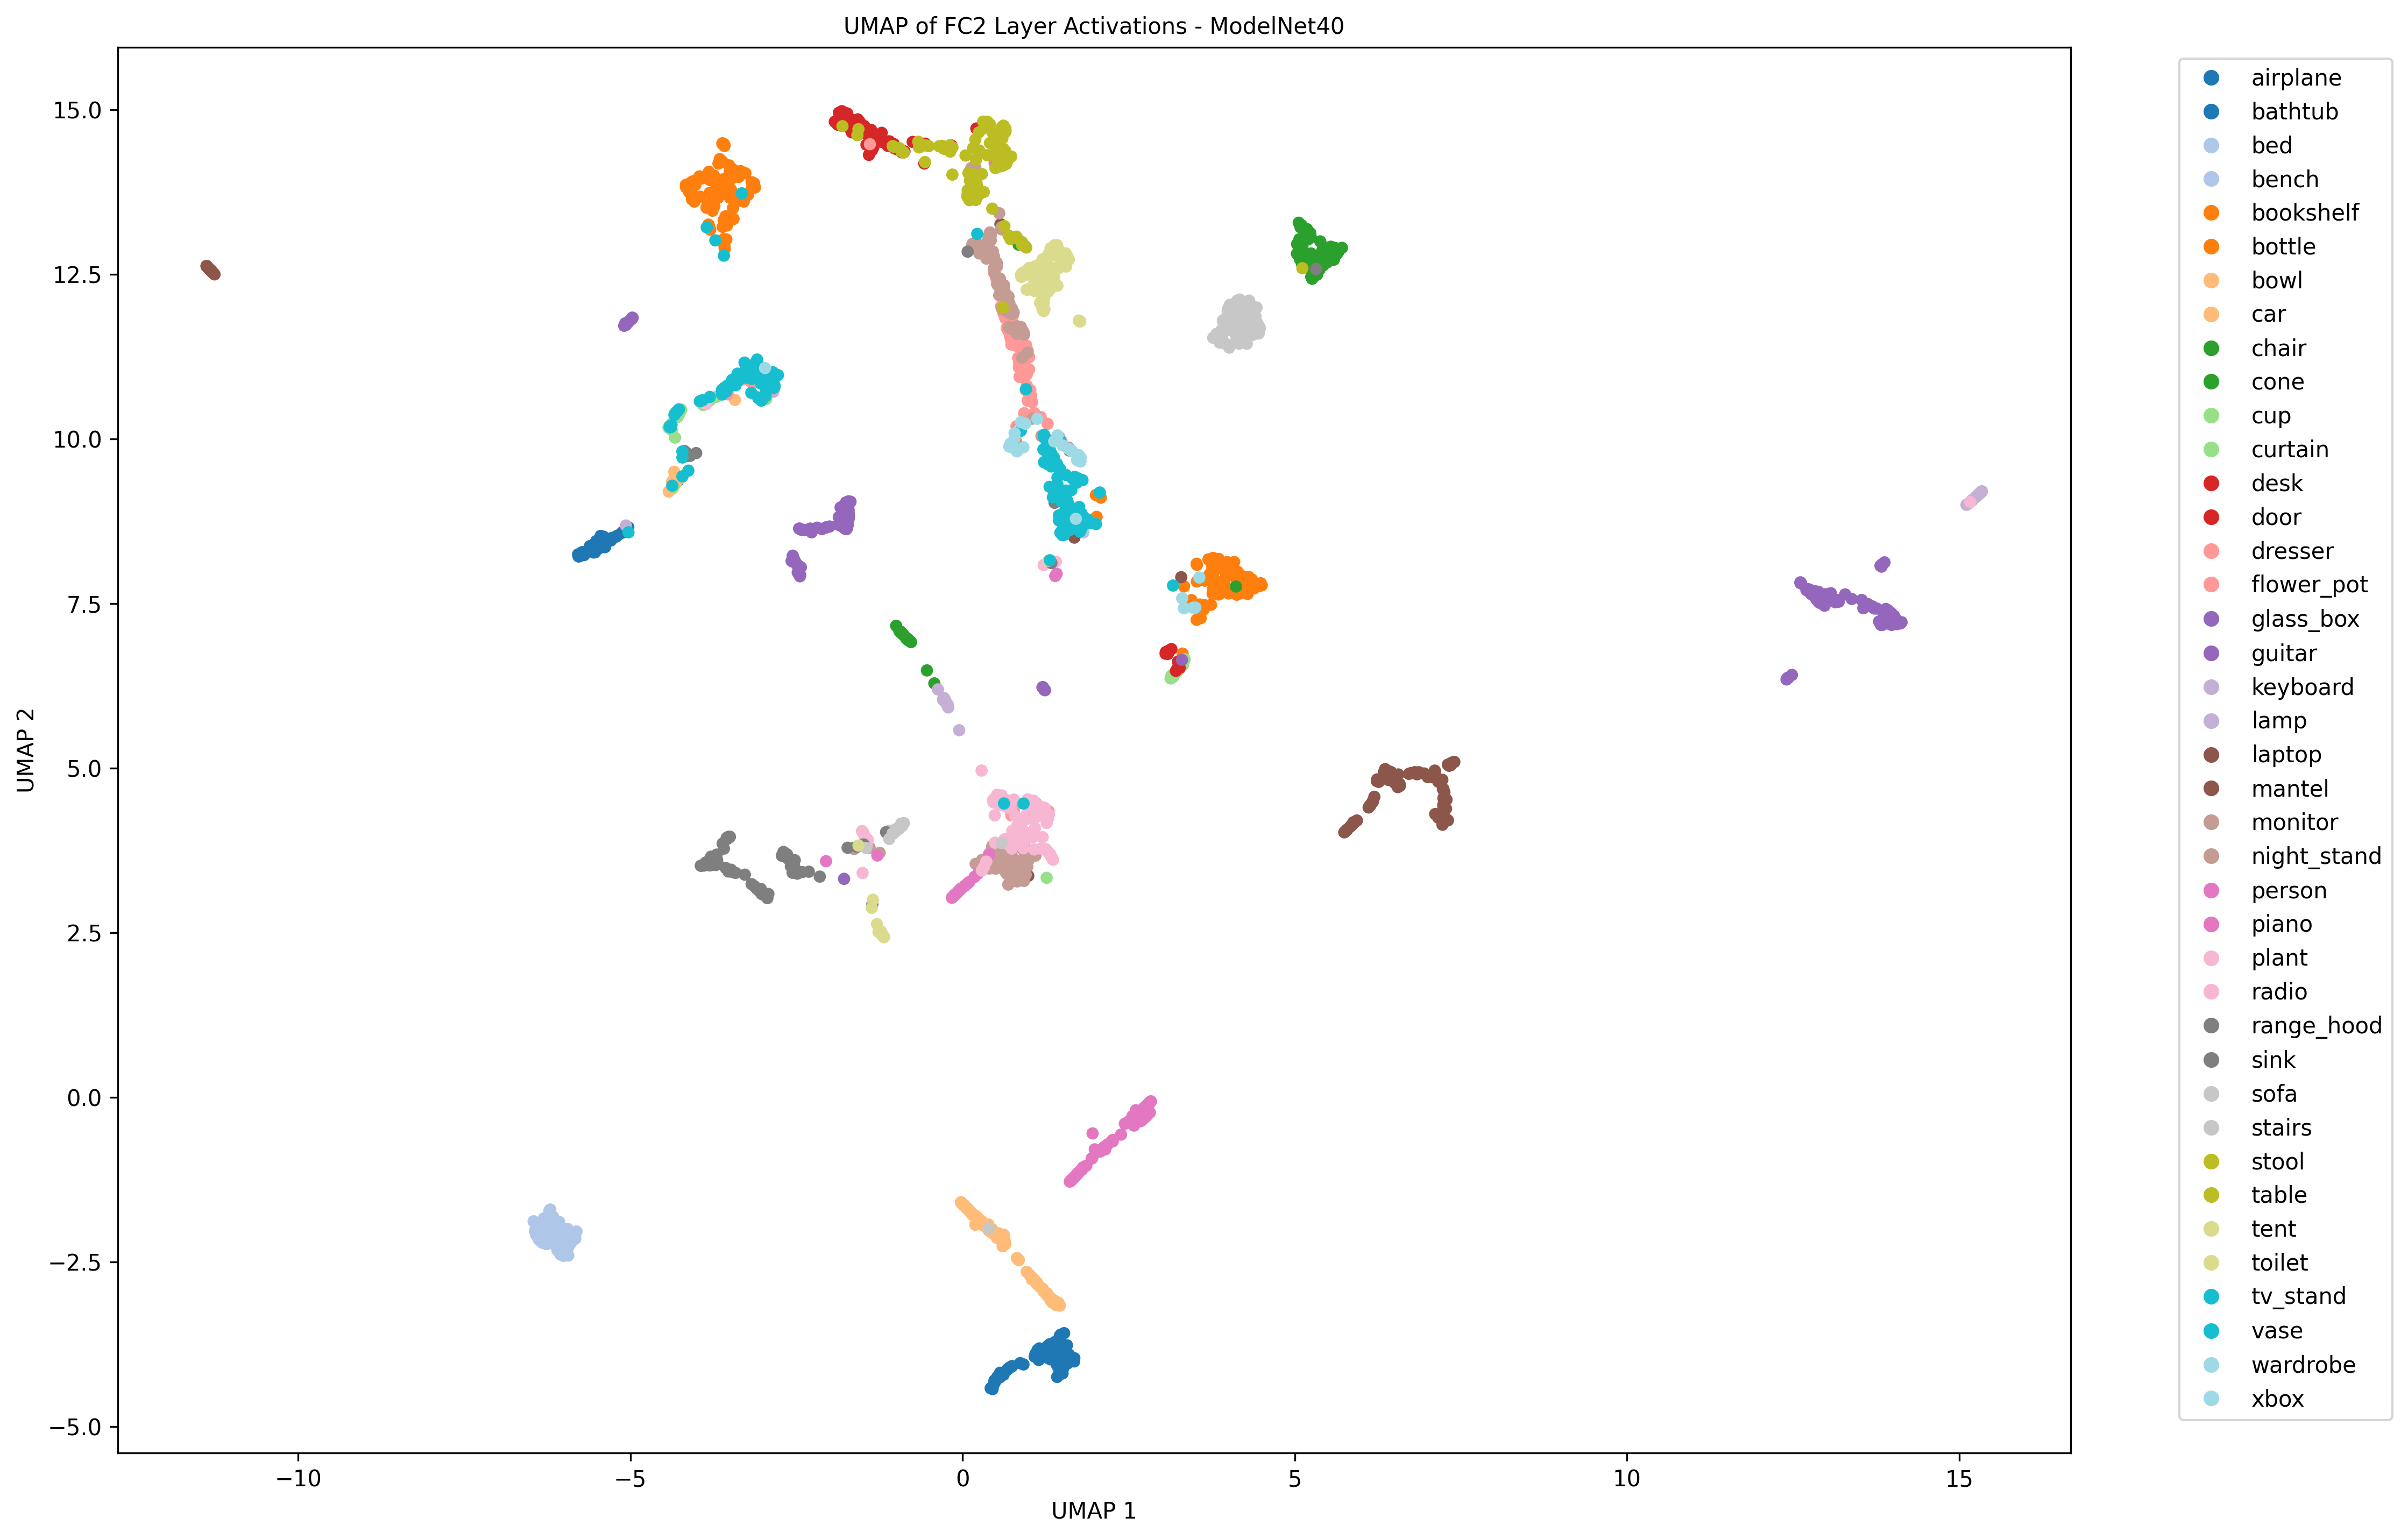 UMAP of FC2 Layer Activations - ModelNet40
15.0
12.5
10.0
7.5
5.0
2.5
0.0
−2.5
−5.0
UMAP 2
−10
−5
0
5
10
15
UMAP 1
airplane
bathtub
bed
bench
bookshelf
bottle
bowl
car
chair
cone
cup
curtain
desk
door
dresser
flower_pot
glass_box
guitar
keyboard
lamp
laptop
mantel
monitor
night_stand
person
piano
plant
radio
range_hood
sink
sofa
stairs
stool
table
tent
toilet
tv_stand
vase
wardrobe
xbox